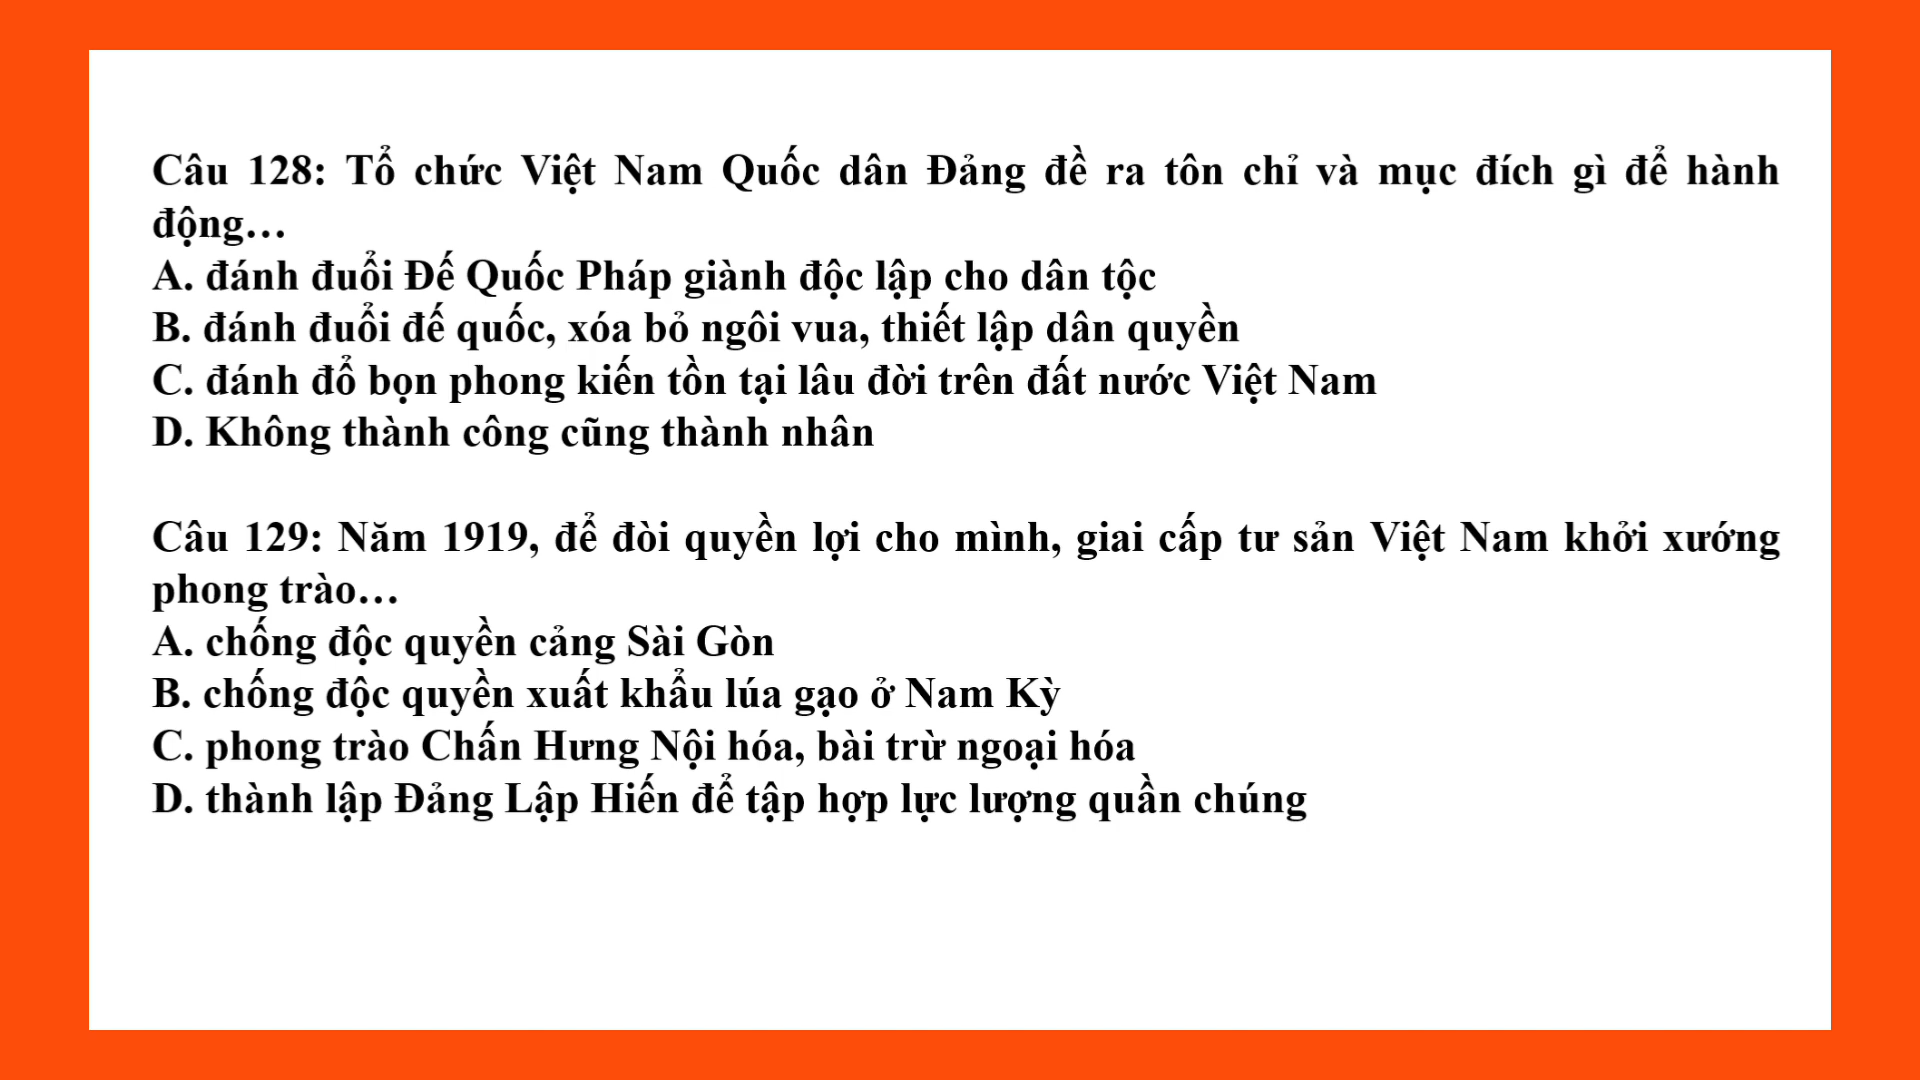 Câu 128: Tổ chức Việt Nam Quốc dân Đảng đề ra tôn chỉ và mục đích gì để hành
động…
A. đánh đuổi Đế Quốc Pháp giành độc lập cho dân tộc
B. đánh đuổi đế quốc, xóa bỏ ngôi vua, thiết lập dân quyền
C. đánh đổ bọn phong kiến tồn tại lâu đời trên đất nước Việt Nam
D. Không thành công cũng thành nhân
Câu 129: Năm 1919, để đòi quyền lợi cho mình, giai cấp tư sản Việt Nam khởi xướng
phong trào…
A. chống độc quyền cảng Sài Gòn
B. chống độc quyền xuất khẩu lúa gạo ở Nam Kỳ
C. phong trào Chấn Hưng Nội hóa, bài trừ ngoại hóa
D. thành lập Đảng Lập Hiến để tập hợp lực lượng quần chúng